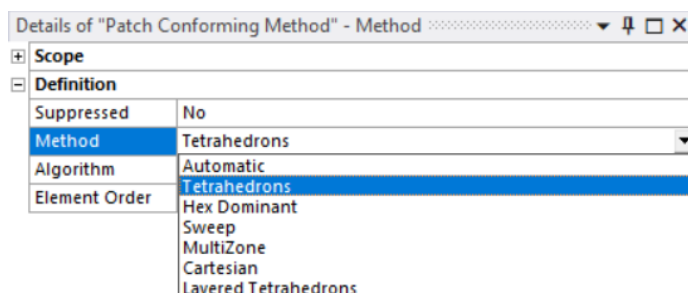 Details of "Patch Conforming Method" - Method
Scope
Definition
Suppressed No
Method Tetrahedrons
Algorithm
Automatic
Tetrahedrons
Element Order
Hex Dominant
Sweep
MultiZone
Cartesian
Layered Tetrahedrons